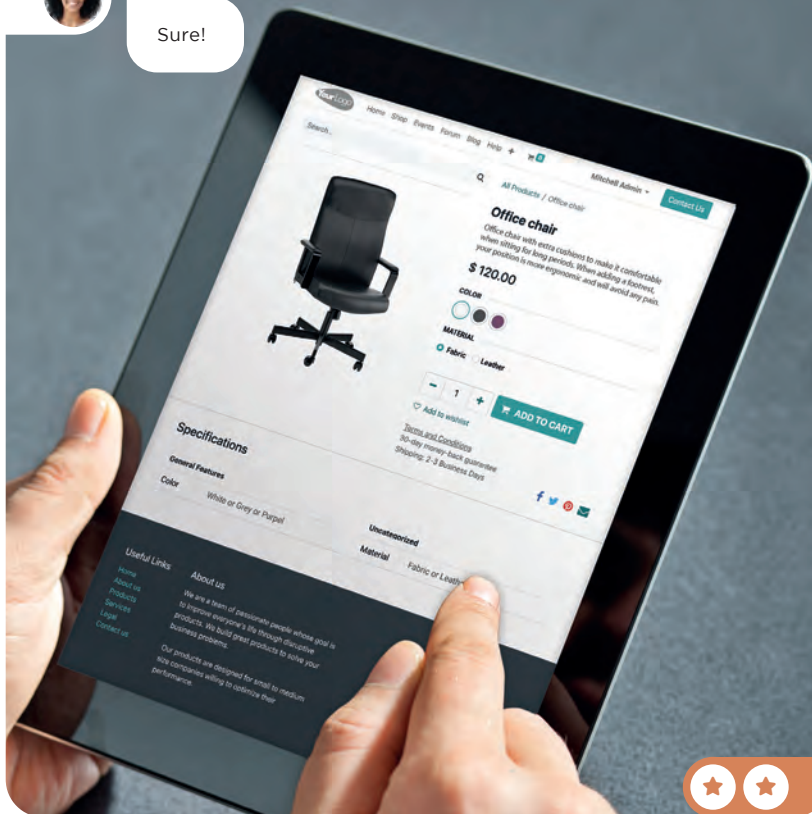 Sure!
Your Logo
Home Shop Events Forum Blog Help + 0 Mitchell Admin Contact Us
Search...
All Products / Office chair
Office chair
Office chair with extra cushions to make it comfortable
when sitting for long periods. When adding a footrest,
your position is more ergonomic and will avoid any pain.
$ 120.00
COLOR
MATERIAL
Fabric Leather
- 1 + ADD TO CART
Add to wishlist
Terms and Conditions
30-day money-back guarantee
Shipping: 2-3 Business Days
Specifications
General Features
Color White or Grey or Purpel
Uncategorized
Material Fabric or
Useful Links
Home
About us
Products
Services
Legal
Contact us
About us
We are a team of passionate people whose goal is
to improve everyone's life through disruptive
products. We build great products to solve your
business problems.
Our products are designed for small to medium
size companies willing to optimize their
performance.